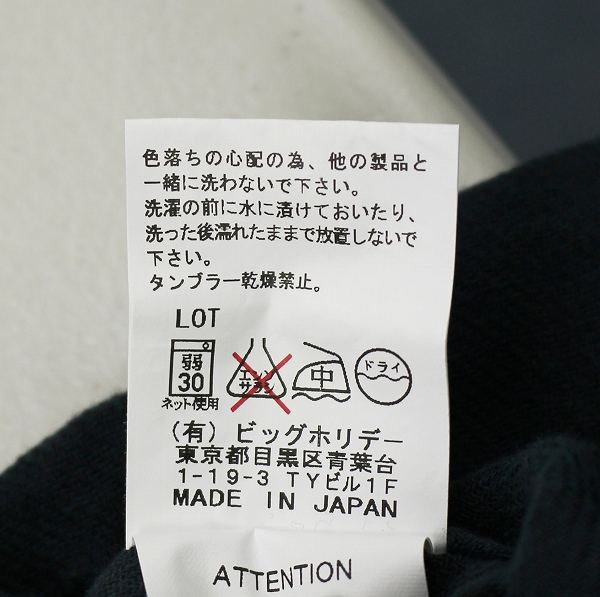 色落ちの心配の為、他の製品と
一緒に洗わないで下さい。
洗濯の前に水に漬けておいたり、
洗った後濡れたままで放置しないで
下さい。
タンブラー乾燥禁止。
LOT
弱
30
ネット使用
エンソ
サラシ
中
ドライ
(有) ビッグホリデー
東京都目黒区青葉台
1-19-3 TYビル1F
MADE IN JAPAN
ATTENTION